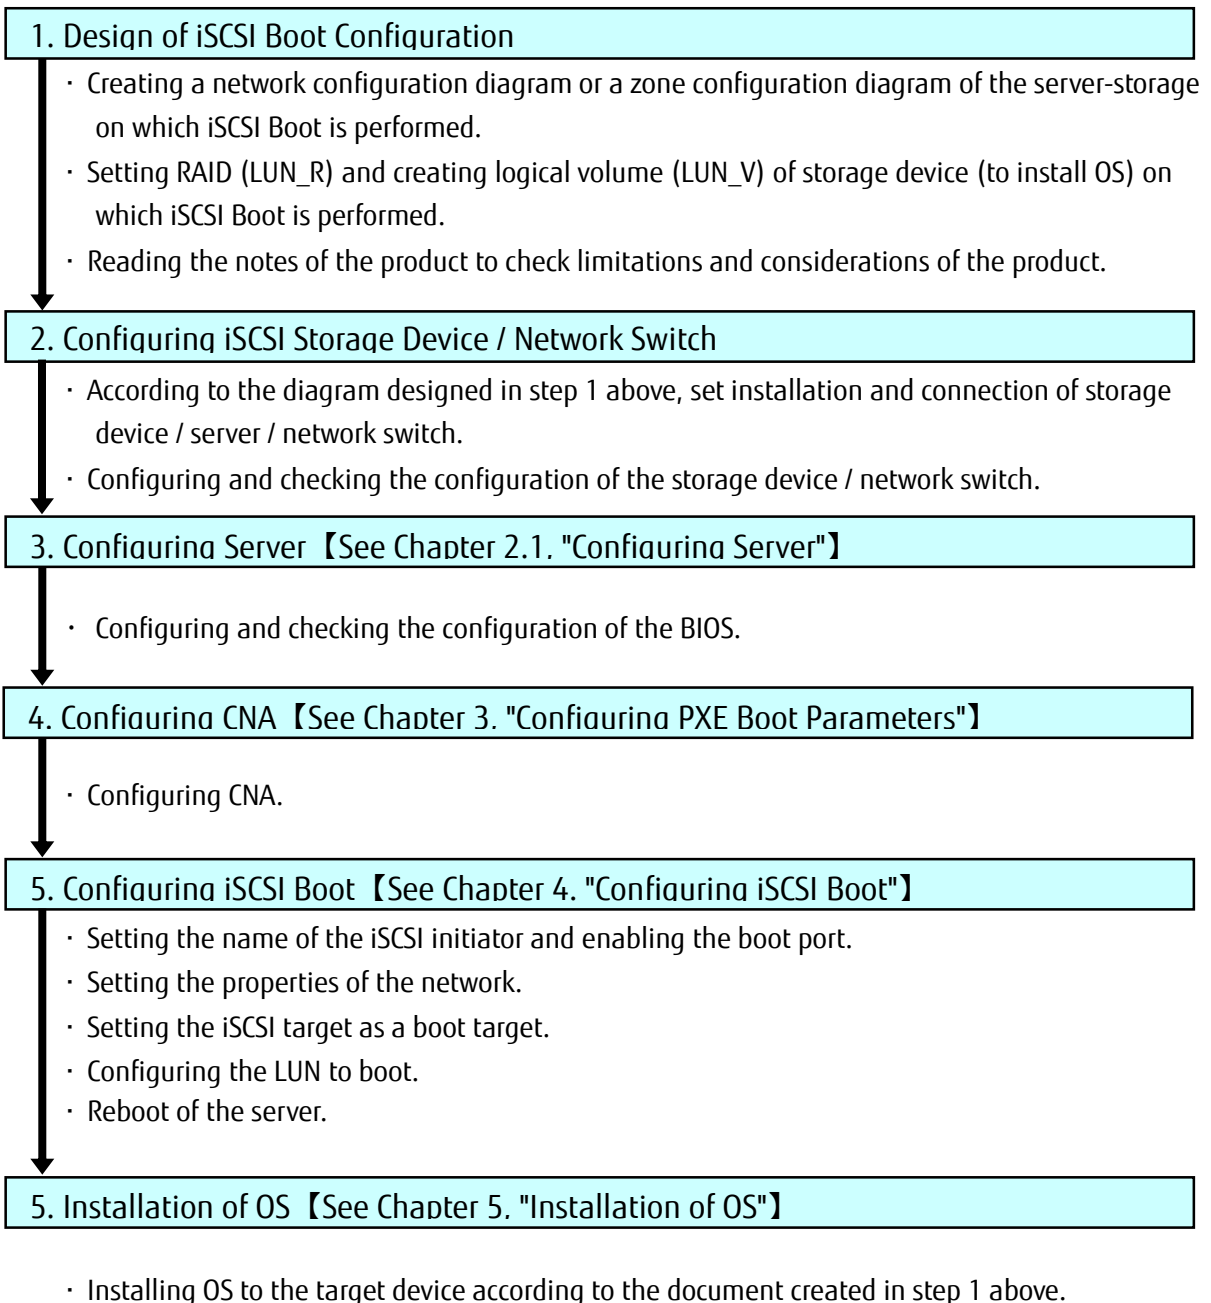 1. Design of iSCSI Boot Configuration
· Creating a network configuration diagram or a zone configuration diagram of the server-storage
on which iSCSI Boot is performed.
· Setting RAID (LUN_R) and creating logical volume (LUN_V) of storage device (to install OS) on
which iSCSI Boot is performed.
· Reading the notes of the product to check limitations and considerations of the product.
2. Configuring iSCSI Storage Device / Network Switch
· According to the diagram designed in step 1 above, set installation and connection of storage
device / server / network switch.
· Configuring and checking the configuration of the storage device / network switch.
3. Configuring Server【See Chapter 2.1, "Configuring Server"】
· Configuring and checking the configuration of the BIOS.
4. Configuring CNA【See Chapter 3. "Configuring PXE Boot Parameters"】
· Configuring CNA.
5. Configuring iSCSI Boot【See Chapter 4. "Configuring iSCSI Boot"】
· Setting the name of the iSCSI initiator and enabling the boot port.
· Setting the properties of the network.
· Setting the iSCSI target as a boot target.
· Configuring the LUN to boot.
· Reboot of the server.
5. Installation of OS【See Chapter 5, "Installation of OS"】
· Installing OS to the target device according to the document created in step 1 above.